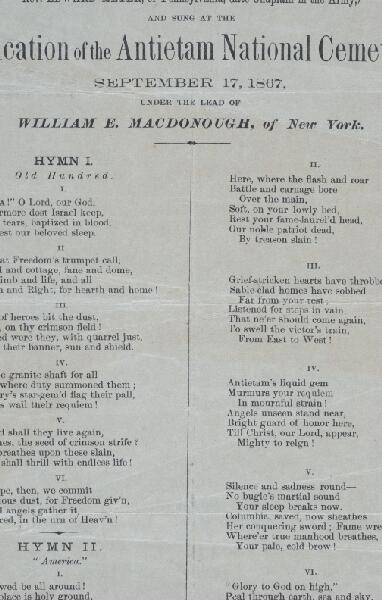 AND SUNG AT THE
ication of the Antietam National Ceme
SEPTEMBER 17, 1867,
UNDER THE LEAD OF
WILLIAM E. MACDONOUGH, of New York.
HYMN I.
Old Hundred.
I.
a!" O Lord, our God,
rmore dost Israel keep,
tears, baptized in blood,
est our beloved sleep.
II
at Freedom's trumpet call,
l and cottage, fane and dome,
limb and life, and all
n and Right, for hearth and home!
III.
of heroes bit the dust,
, on thy crimson field!
ed wore they, with quarrel just,
their banner, sun and shield.
IV.
e granite shaft for all
where duty summoned them;
ry's star-gem'd flag their pall,
s wail their requiem!
V.
d shall they live again,
nes, the seed of crimson strife?
breathes upon these slain,
shall thrill with endless life!
VI.
pe, then, we commit
ious dust, for Freedom giv'n,
l angels gather it,
red, in the urn of Heav'n!
HYMN II.
"America."
I.
wed be all around!
place is holy ground,
II.
Here, where the flash and roar
Battle and carnage bore
Over the main,
Soft, on your lowly bed,
Rest your fame-laurel'd head,
Our noble patriot dead,
By treason slain!
III.
Grief-stricken hearts have throbbe
Sable-clad homes have sobbed
Far from your rest;
Listened for steps in vain,
That ne'er should come again,
To swell the victor's train,
From East to West!
IV.
Antietam's liquid gem
Murmurs your requiem
In mournful strain!
Angels unseen stand near,
Bright guard of honor here,
Till Christ, our Lord, appear,
Mighty to reign!
V.
Silence and sadness round—
No bugle's martial sound
Your sleep breaks now.
Columbia, saved, now sheathes
Her conquering sword; Fame wre
Where'er true manhood breathes,
Your pale, cold brow!
VI.
"Glory to God on high,"
Peal through earth, sea and sky,